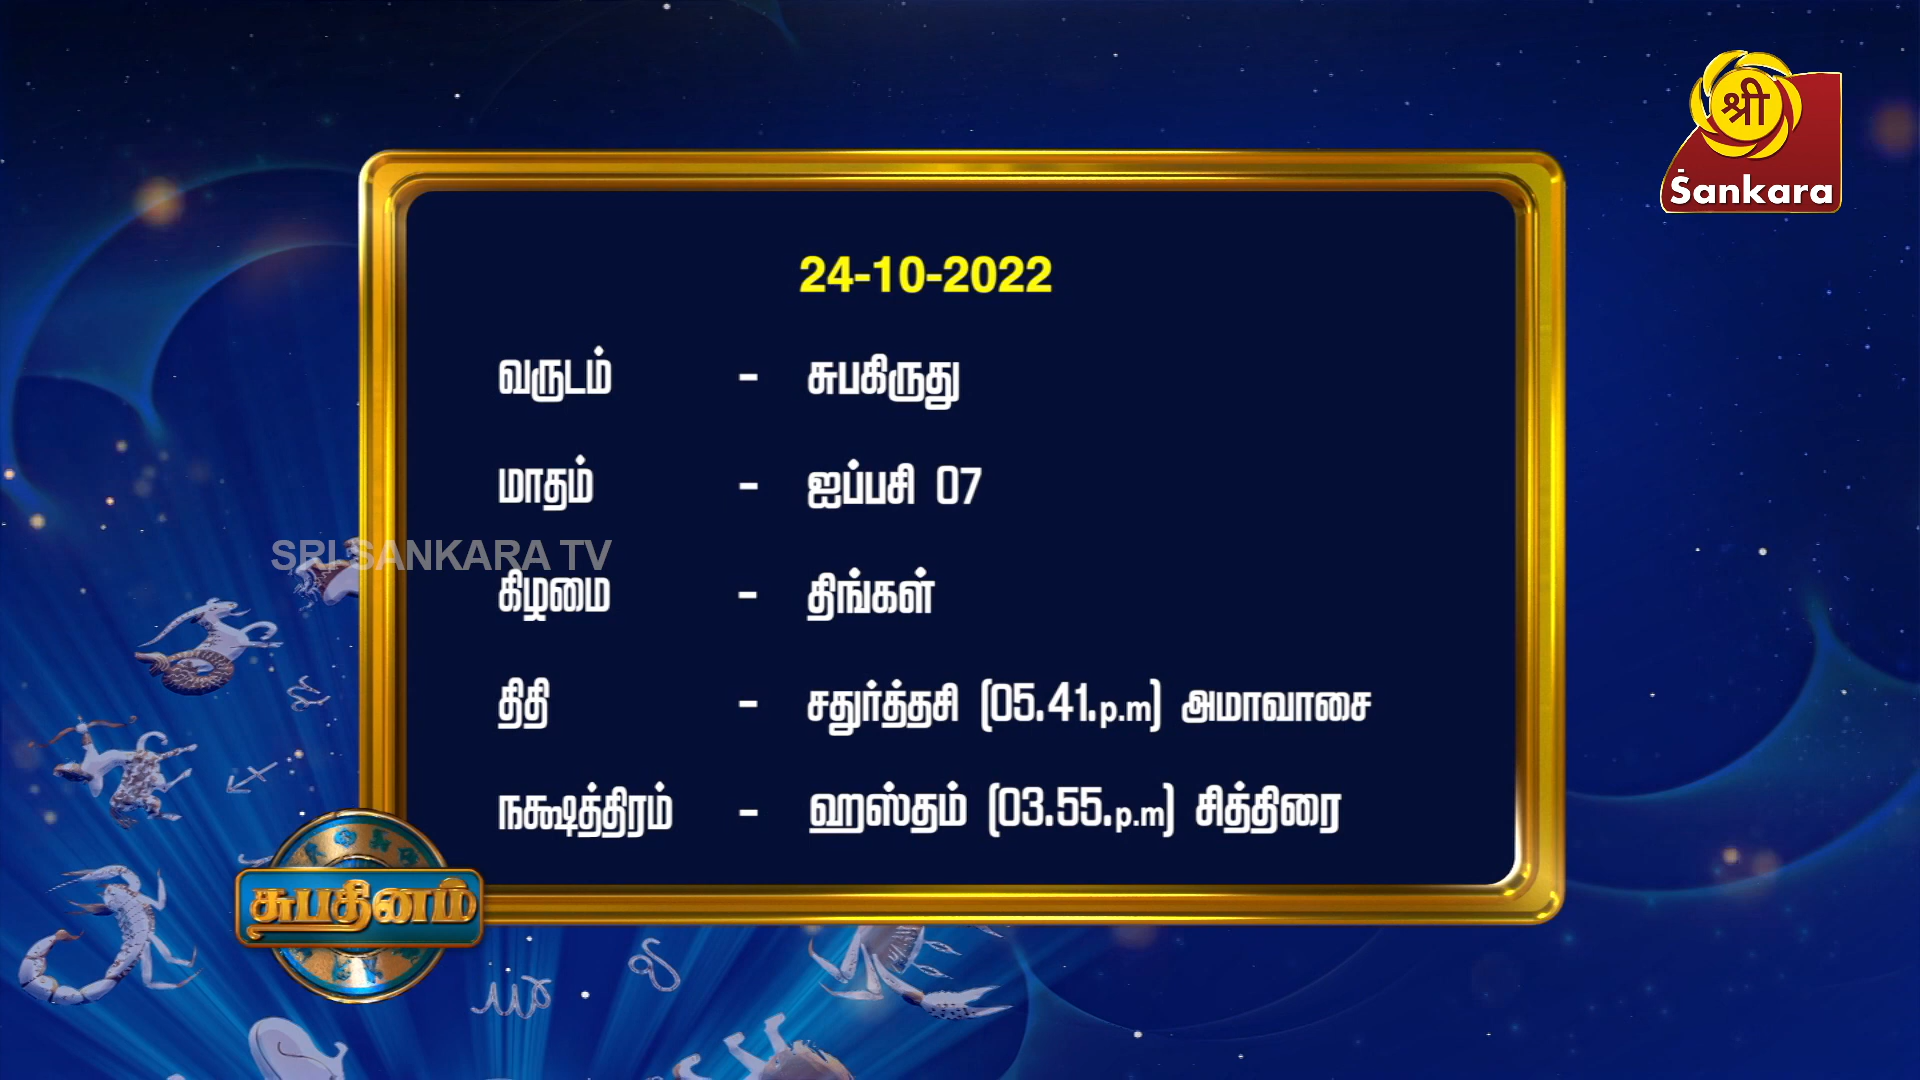 श्री
Sankara
24-10-2022
வருடம் - சுபகிருது
மாதம் - ஐப்பசி 07
SRI SANKARA TV
கிழமை - திங்கள்
திதி - சதுர்த்தசி (05.41.p.m) அமாவாசை
நக்ஷத்திரம் - ஹஸ்தம் (03.55.p.m) சித்திரை
சுபதினம்